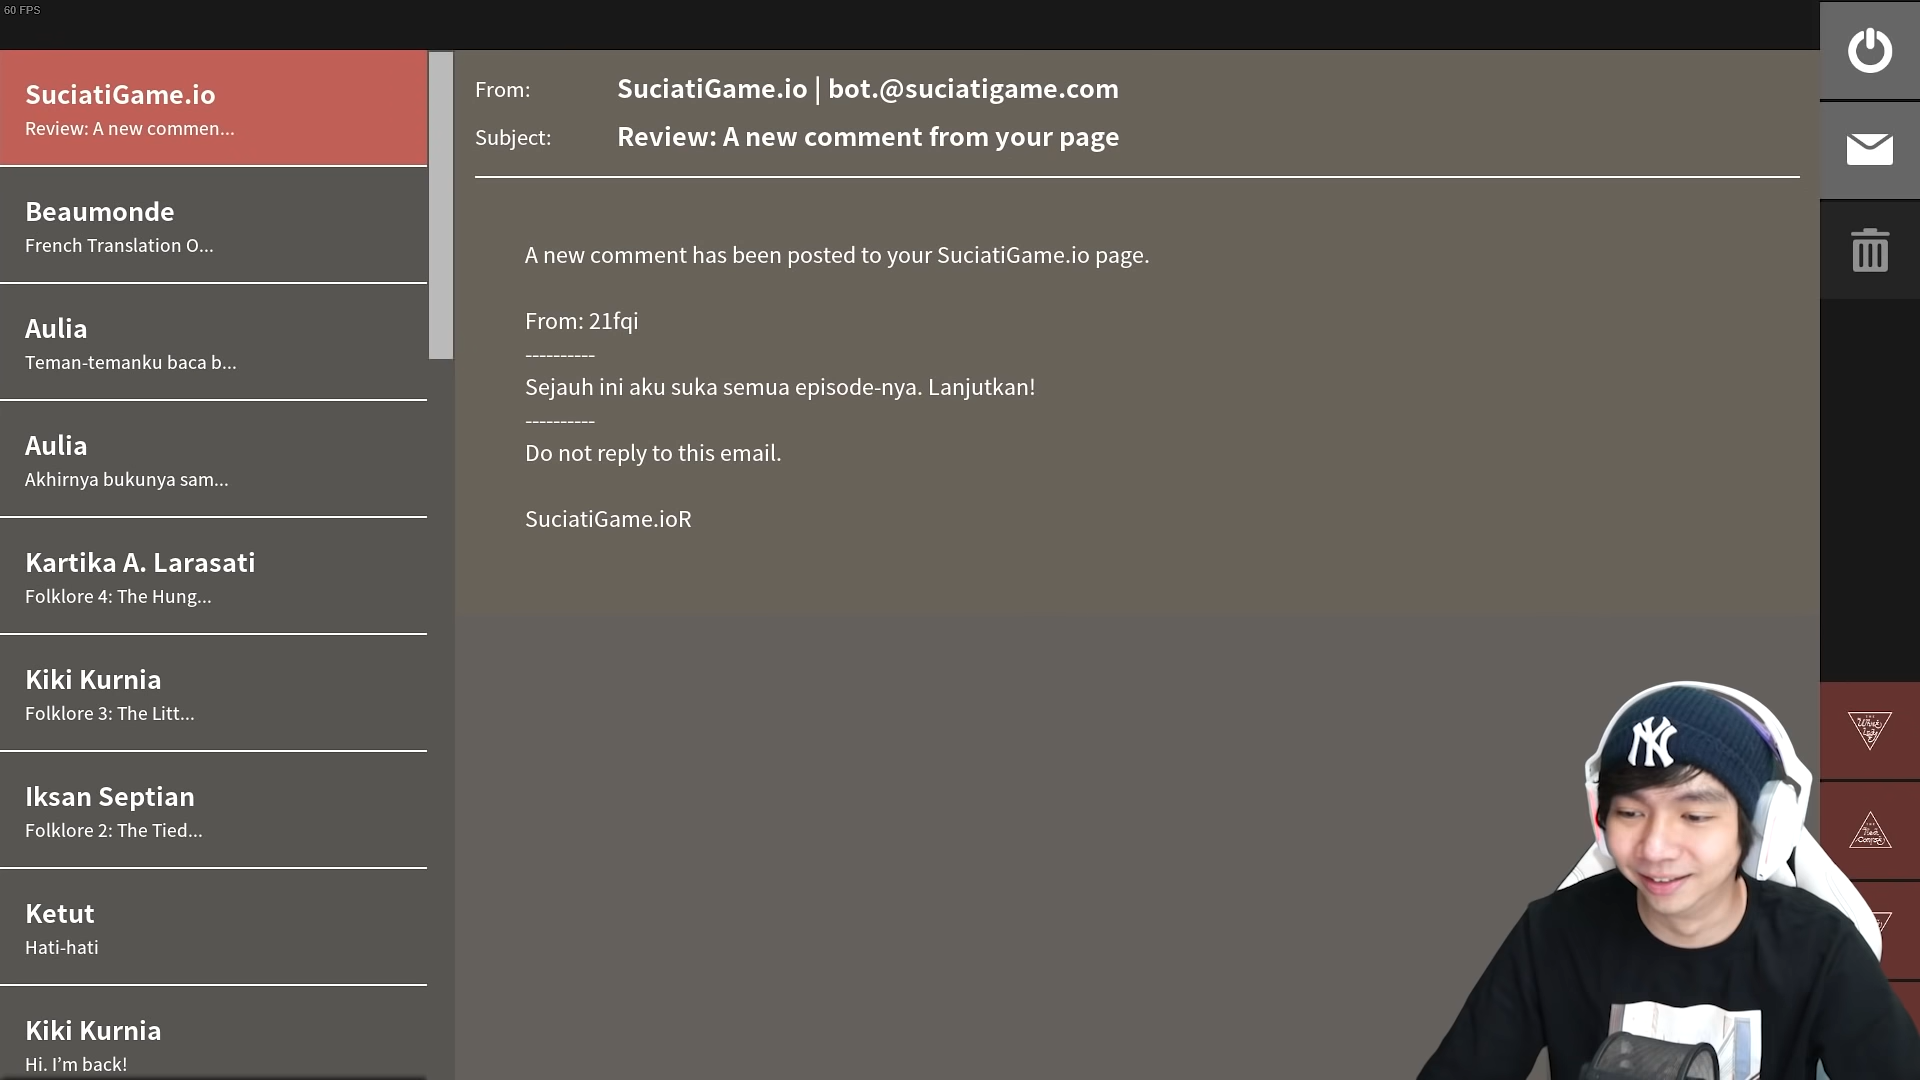 60 FPS
SuciatiGame.io
Review: A new commen...
Beaumonde
French Translation O...
Aulia
Teman-temanku baca b...
Aulia
Akhirnya bukunya sam...
Kartika A. Larasati
Folklore 4: The Hung...
Kiki Kurnia
Folklore 3: The Litt...
Iksan Septian
Folklore 2: The Tied...
Ketut
Hati-hati
Kiki Kurnia
Hi. I'm back!
From: SuciatiGame.io | bot.@suciatigame.com
Subject: Review: A new comment from your page
A new comment has been posted to your SuciatiGame.io page.
From: 21fqi
----------
Sejauh ini aku suka semua episode-nya. Lanjutkan!
----------
Do not reply to this email.
SuciatiGame.ioR
NY